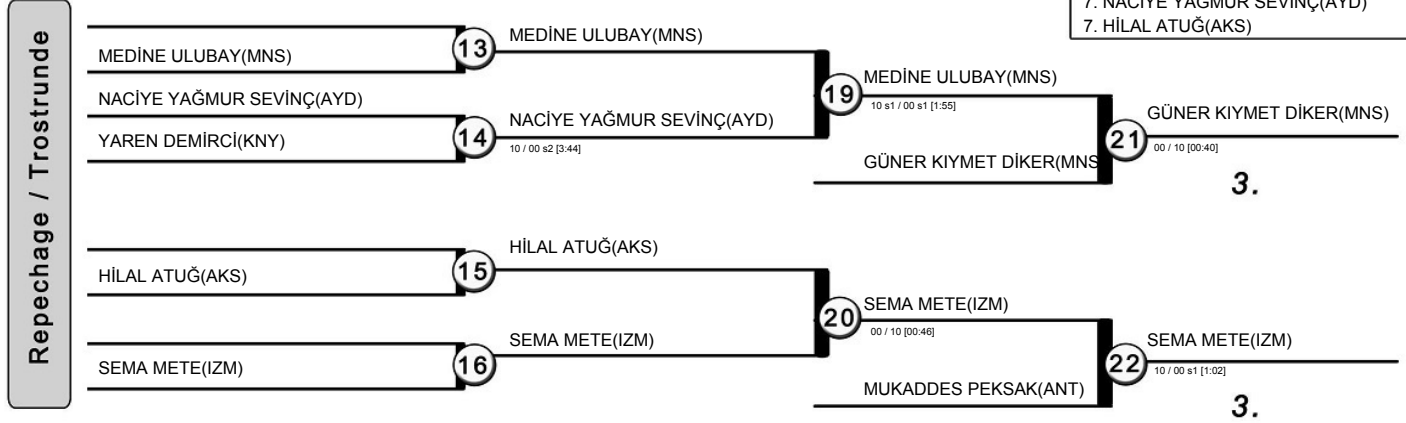 7. NACİYE YAĞMUR SEVİNÇ(AYD)
7. HİLAL ATUĞ(AKS)
Repechage / Trostrunde
MEDİNE ULUBAY(MNS)
13
MEDİNE ULUBAY(MNS)
NACİYE YAĞMUR SEVİNÇ(AYD)
YAREN DEMİRCİ(KNY)
14
NACİYE YAĞMUR SEVİNÇ(AYD)
10 / 00 s2 [3:44]
19
MEDİNE ULUBAY(MNS)
10 s1 / 00 s1 [1:55]
GÜNER KIYMET DİKER(MNS
21
GÜNER KIYMET DİKER(MNS)
00 / 10 [00:40]
3.
HİLAL ATUĞ(AKS)
15
HİLAL ATUĞ(AKS)
SEMA METE(IZM)
16
SEMA METE(IZM)
20
SEMA METE(IZM)
00 / 10 [00:46]
MUKADDES PEKSAK(ANT)
22
SEMA METE(IZM)
10 / 00 s1 [1:02]
3.